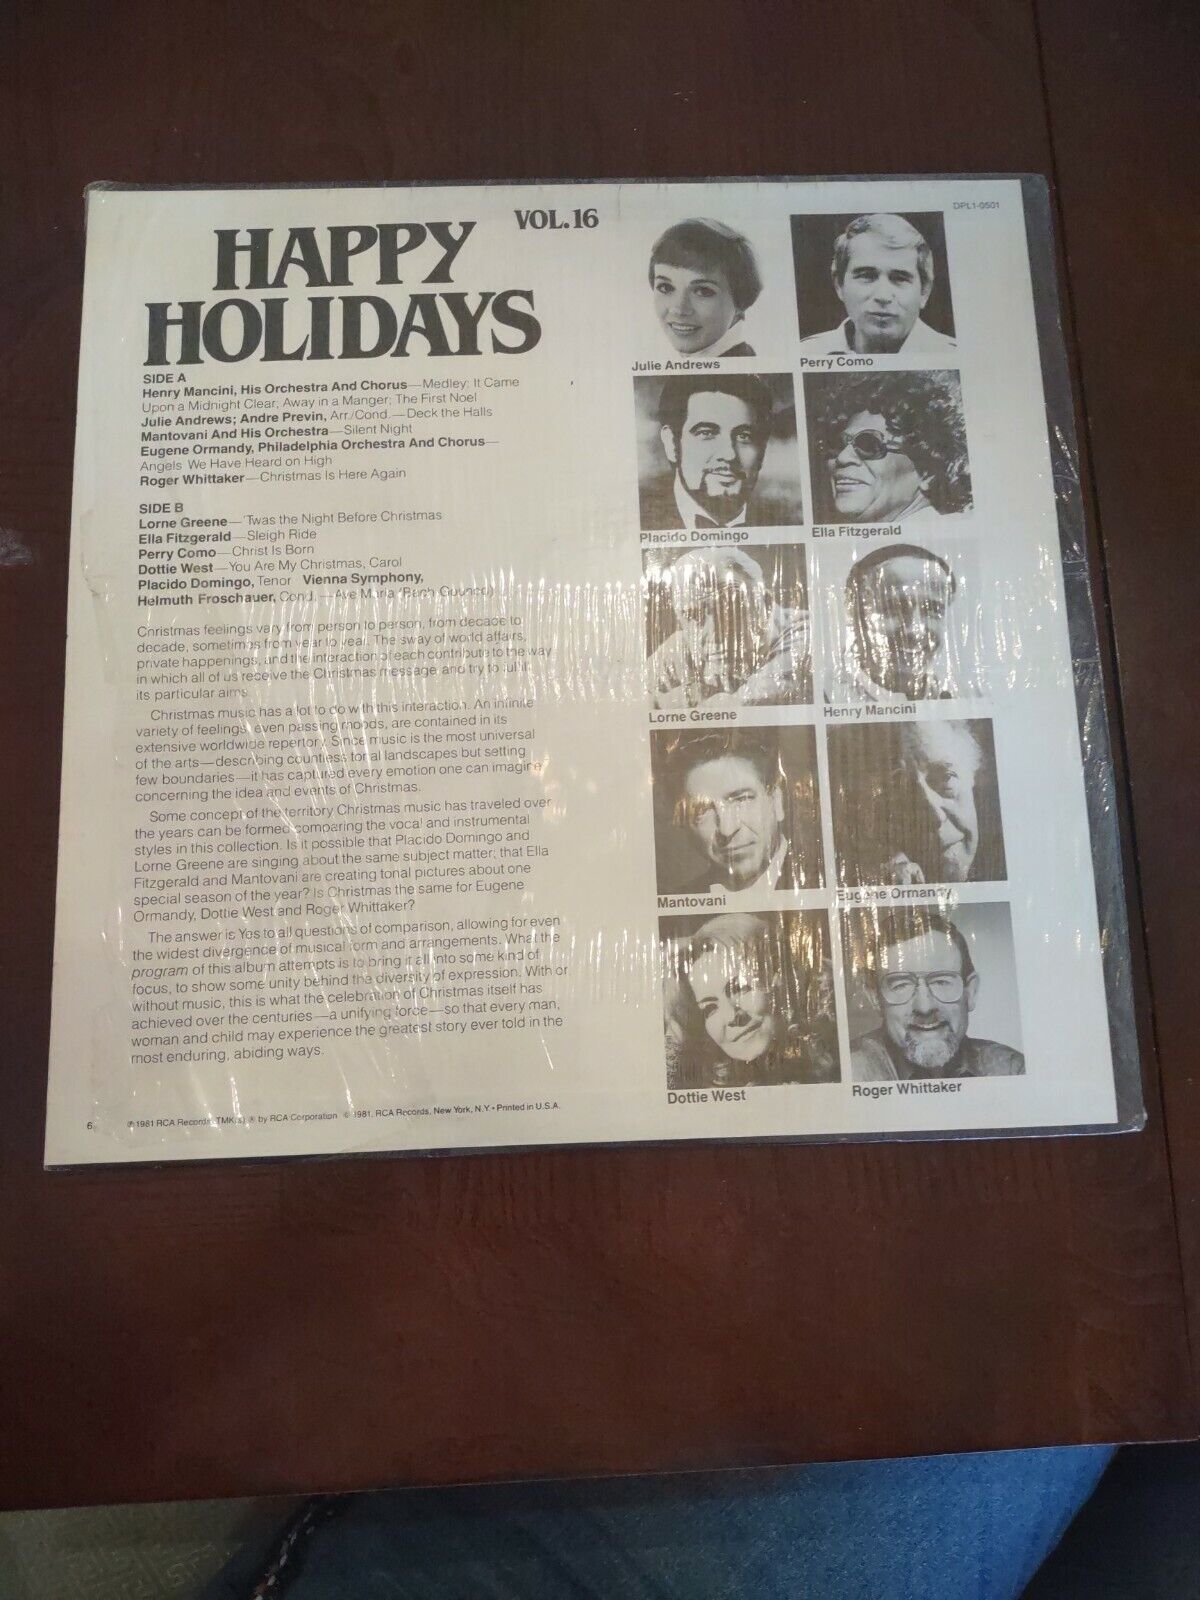 HAPPY
HOLIDAYS
VOL.16
DPL1-0501
SIDE A
Henry Mancini, His Orchestra And Chorus—Medley: It Came
Upon a Midnight Clear; Away in a Manger; The First Noel
Julie Andrews; Andre Previn, Arr./Cond.—Deck the Halls
Mantovani And His Orchestra—Silent Night
Eugene Ormandy, Philadelphia Orchestra And Chorus—
Angels We Have Heard on High
Roger Whittaker—Christmas Is Here Again
SIDE B
Lorne Greene—'Twas the Night Before Christmas
Ella Fitzgerald—Sleigh Ride
Perry Como—Christ Is Born
Dottie West—You Are My Christmas, Carol
Placido Domingo, Tenor Vienna Symphony,
Helmuth Froschauer, Cond.—Ave Maria (Bach-Gounod)
Christmas feelings vary from person to person, from decade to
decade, sometimes from year to year. The sway of world affairs,
private happenings, and the interaction of each contribute to the way
in which all of us receive the Christmas message and try to fulfill
its particular aims.
Christmas music has a lot to do with this interaction. An infinite
variety of feelings, even passing moods, are contained in its
extensive worldwide repertory. Since music is the most universal
of the arts—describing countless tonal landscapes but setting
few boundaries—it has captured every emotion one can imagine
concerning the idea and events of Christmas.
Some concept of the territory Christmas music has traveled over
the years can be formed comparing the vocal and instrumental
styles in this collection. Is it possible that Placido Domingo and
Lorne Greene are singing about the same subject matter; that Ella
Fitzgerald and Mantovani are creating tonal pictures about one
special season of the year? Is Christmas the same for Eugene
Ormandy, Dottie West and Roger Whittaker?
The answer is Yes to all questions of comparison, allowing for even
the widest divergence of musical form and arrangements. What the
program of this album attempts is to bring it all into some kind of
focus, to show some unity behind the diversity of expression. With or
without music, this is what the celebration of Christmas itself has
achieved over the centuries—a unifying force—so that every man,
woman and child may experience the greatest story ever told in the
most enduring, abiding ways.
6.
℗ 1981 RCA Records, TMK(s) ® by RCA Corporation © 1981, RCA Records, New York, N.Y. • Printed in U.S.A.
Julie Andrews
Perry Como
Placido Domingo
Ella Fitzgerald
Lorne Greene
Henry Mancini
Mantovani
Eugene Ormandy
Dottie West
Roger Whittaker